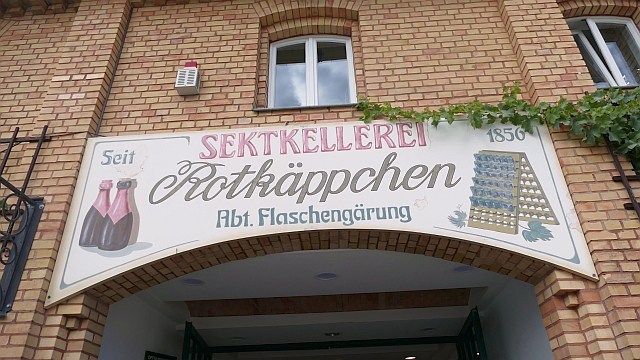 SEKTKELLEREI
Seit 1856
Rotkäppchen
Abt. Flaschengärung